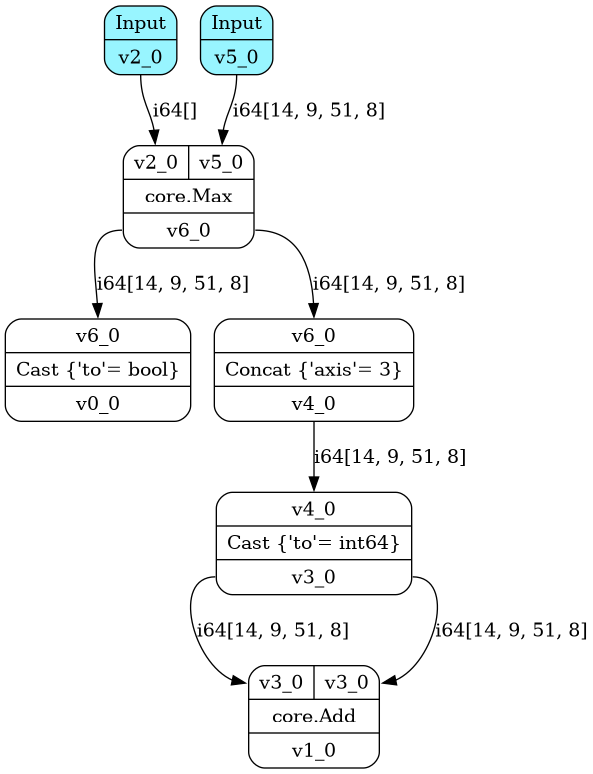 Input
v2_0
Input
v5_0
i64[]
i64[14, 9, 51, 8]
v2_0 v5_0
core.Max
v6_0
i64[14, 9, 51, 8]
i64[14, 9, 51, 8]
v6_0
Cast {'to'= bool}
v0_0
v6_0
Concat {'axis'= 3}
v4_0
i64[14, 9, 51, 8]
v4_0
Cast {'to'= int64}
v3_0
i64[14, 9, 51, 8]
i64[14, 9, 51, 8]
v3_0 v3_0
core.Add
v1_0